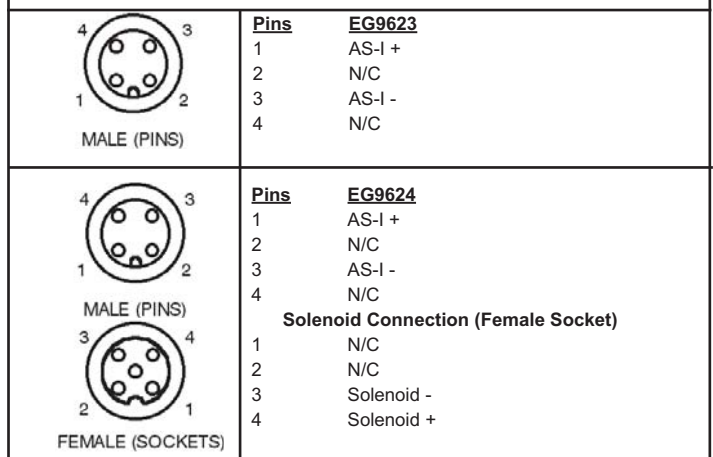 4 3
1 2
MALE (PINS)
Pins EG9623
1 AS-I +
2 N/C
3 AS-I -
4 N/C
4 3
1 2
MALE (PINS)
3 4
2 1
FEMALE (SOCKETS)
Pins EG9624
1 AS-I +
2 N/C
3 AS-I -
4 N/C
Solenoid Connection (Female Socket)
1 N/C
2 N/C
3 Solenoid -
4 Solenoid +